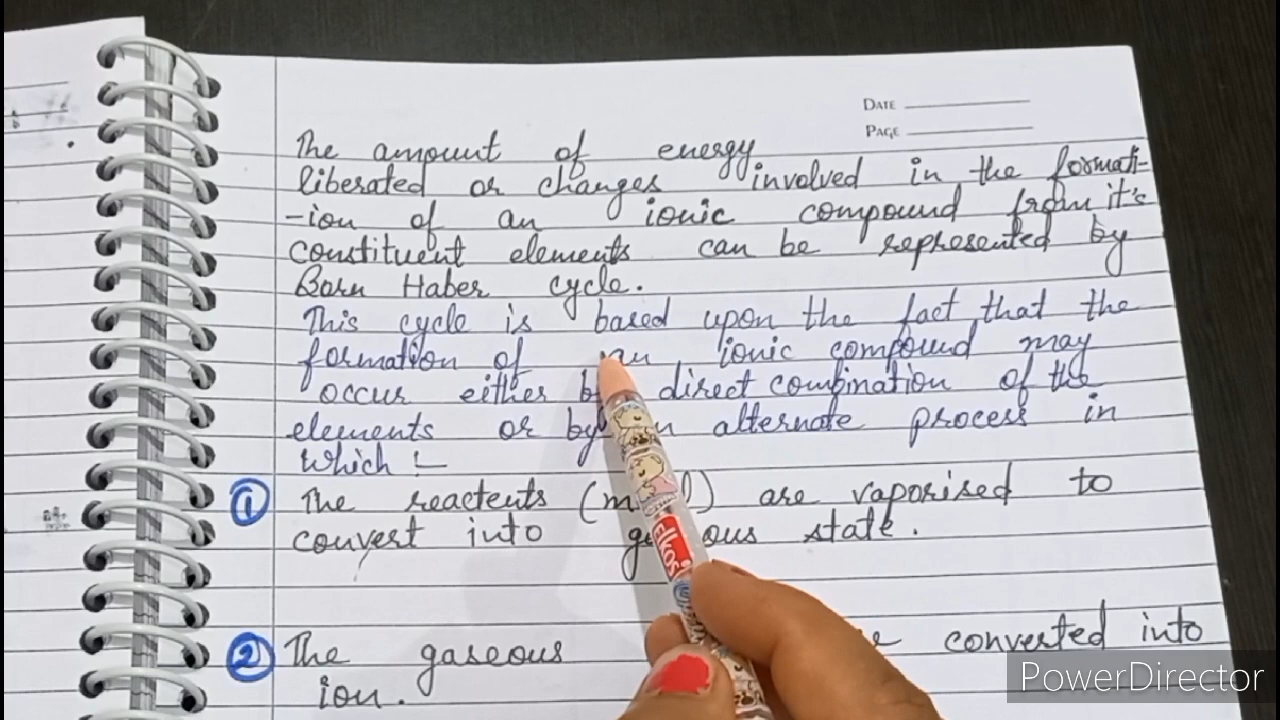 DATE
PAGE
The amount of energy
liberated or changes involved in the formati-
-ion of an ionic compound from it's
constituent elements can be represented by
Born Haber cycle.
This cycle is based upon the fact that the
formation of an ionic compound may
occur either direct combination of the
elements or by alternate process in
which :-
① The reactents ( ) are vaporised to
convert into state.
② The gaseous converted into
ion.
elkos
PowerDirector